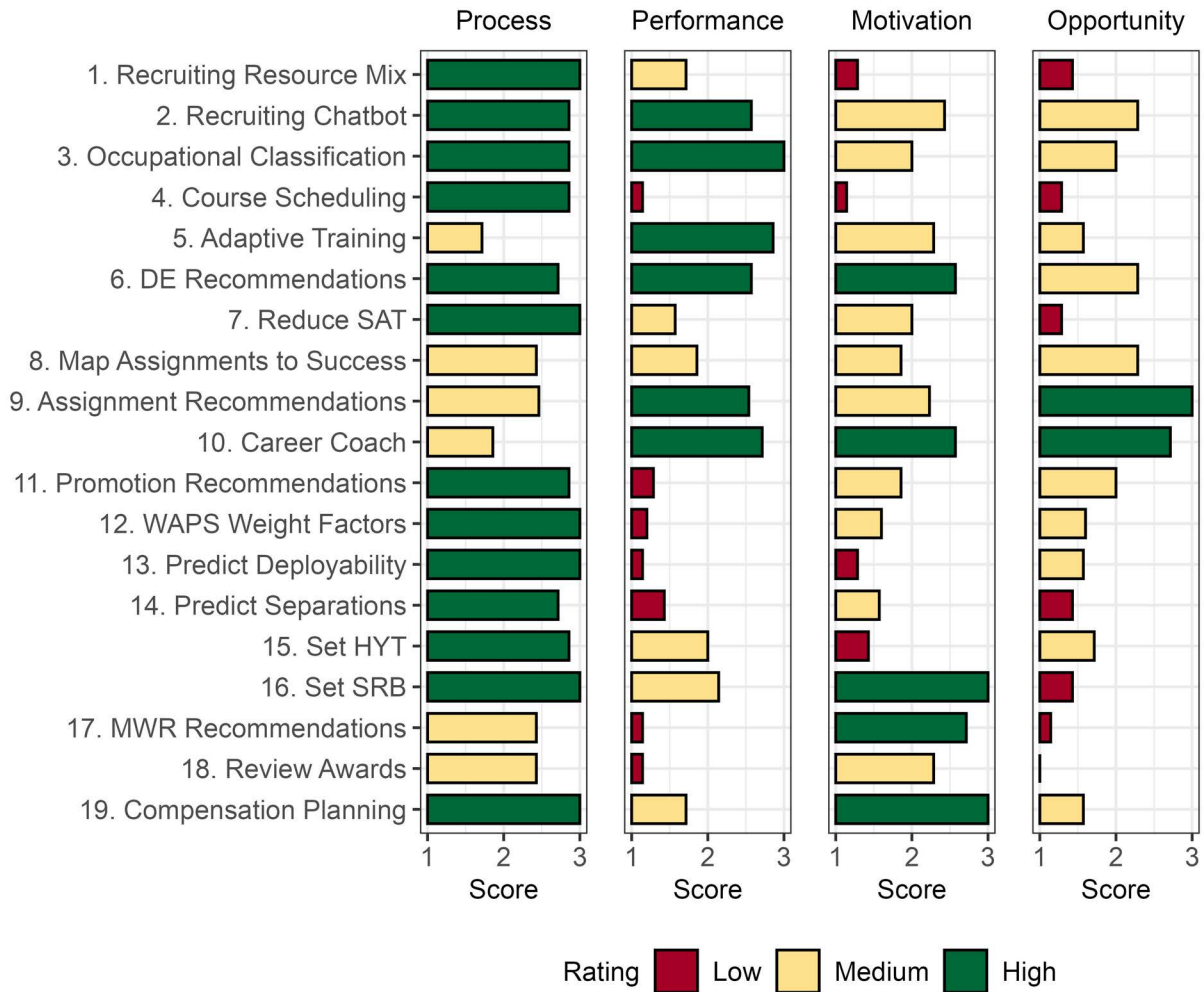 Process Performance Motivation Opportunity
1. Recruiting Resource Mix
2. Recruiting Chatbot
3. Occupational Classification
4. Course Scheduling
5. Adaptive Training
6. DE Recommendations
7. Reduce SAT
8. Map Assignments to Success
9. Assignment Recommendations
10. Career Coach
11. Promotion Recommendations
12. WAPS Weight Factors
13. Predict Deployability
14. Predict Separations
15. Set HYT
16. Set SRB
17. MWR Recommendations
18. Review Awards
19. Compensation Planning
1 2 3 1 2 3 1 2 3 1 2 3
Score Score Score Score
Rating Low Medium High